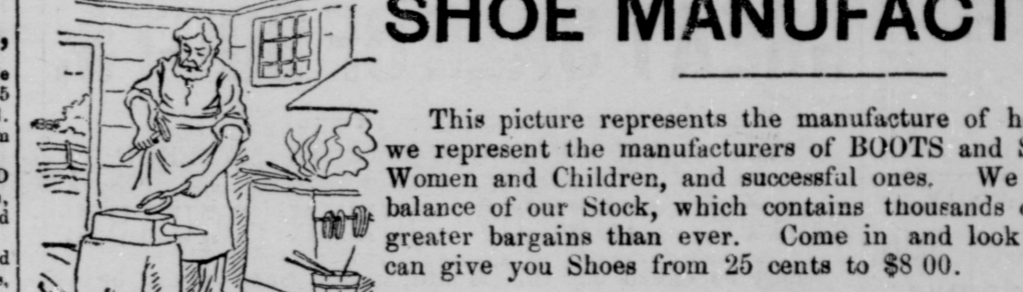 SHOE MANUFACT
This picture represents the manufacture of h
we represent the manufacturers of BOOTS and S
Women and Children, and successful ones. We
balance of our Stock, which contains thousands
greater bargains than ever. Come in and look
can give you Shoes from 25 cents to $8 00.